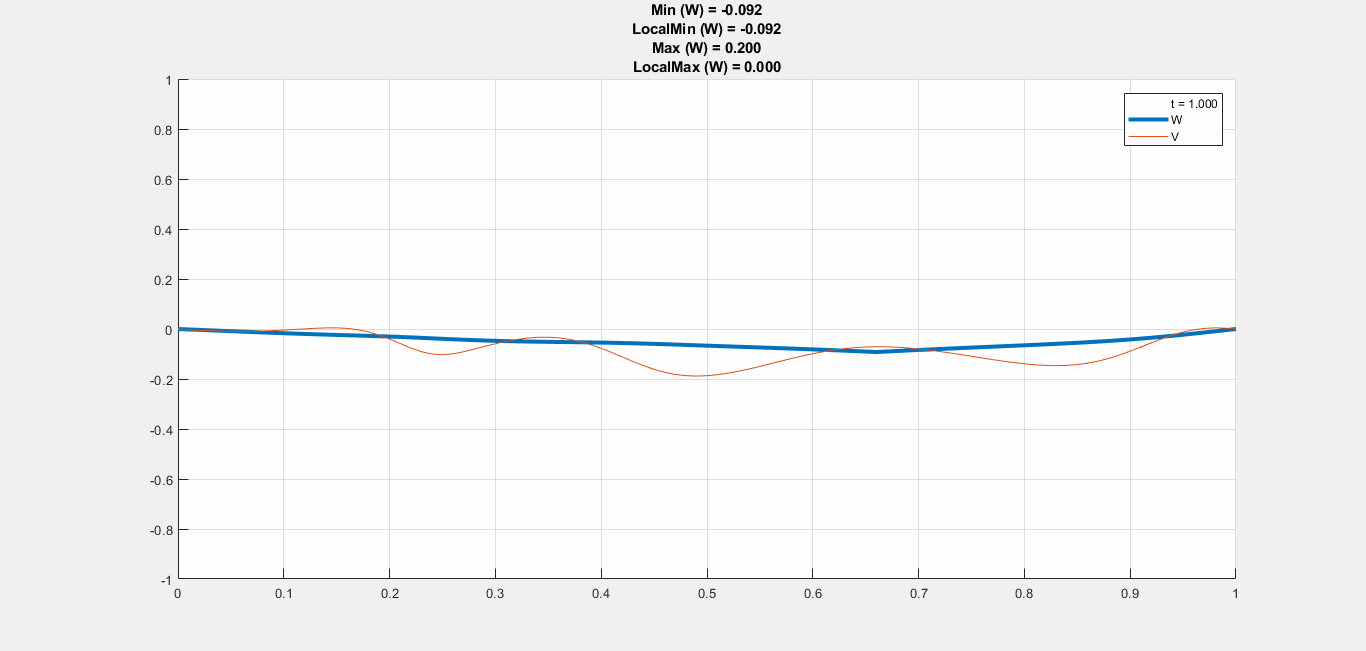 Min (W) = -0.092
LocalMin (W) = -0.092
Max (W) = 0.200
LocalMax (W) = 0.000
t = 1.000
W
V
1
0.8
0.6
0.4
0.2
0
-0.2
-0.4
-0.6
-0.8
-1
0 0.1 0.2 0.3 0.4 0.5 0.6 0.7 0.8 0.9 1